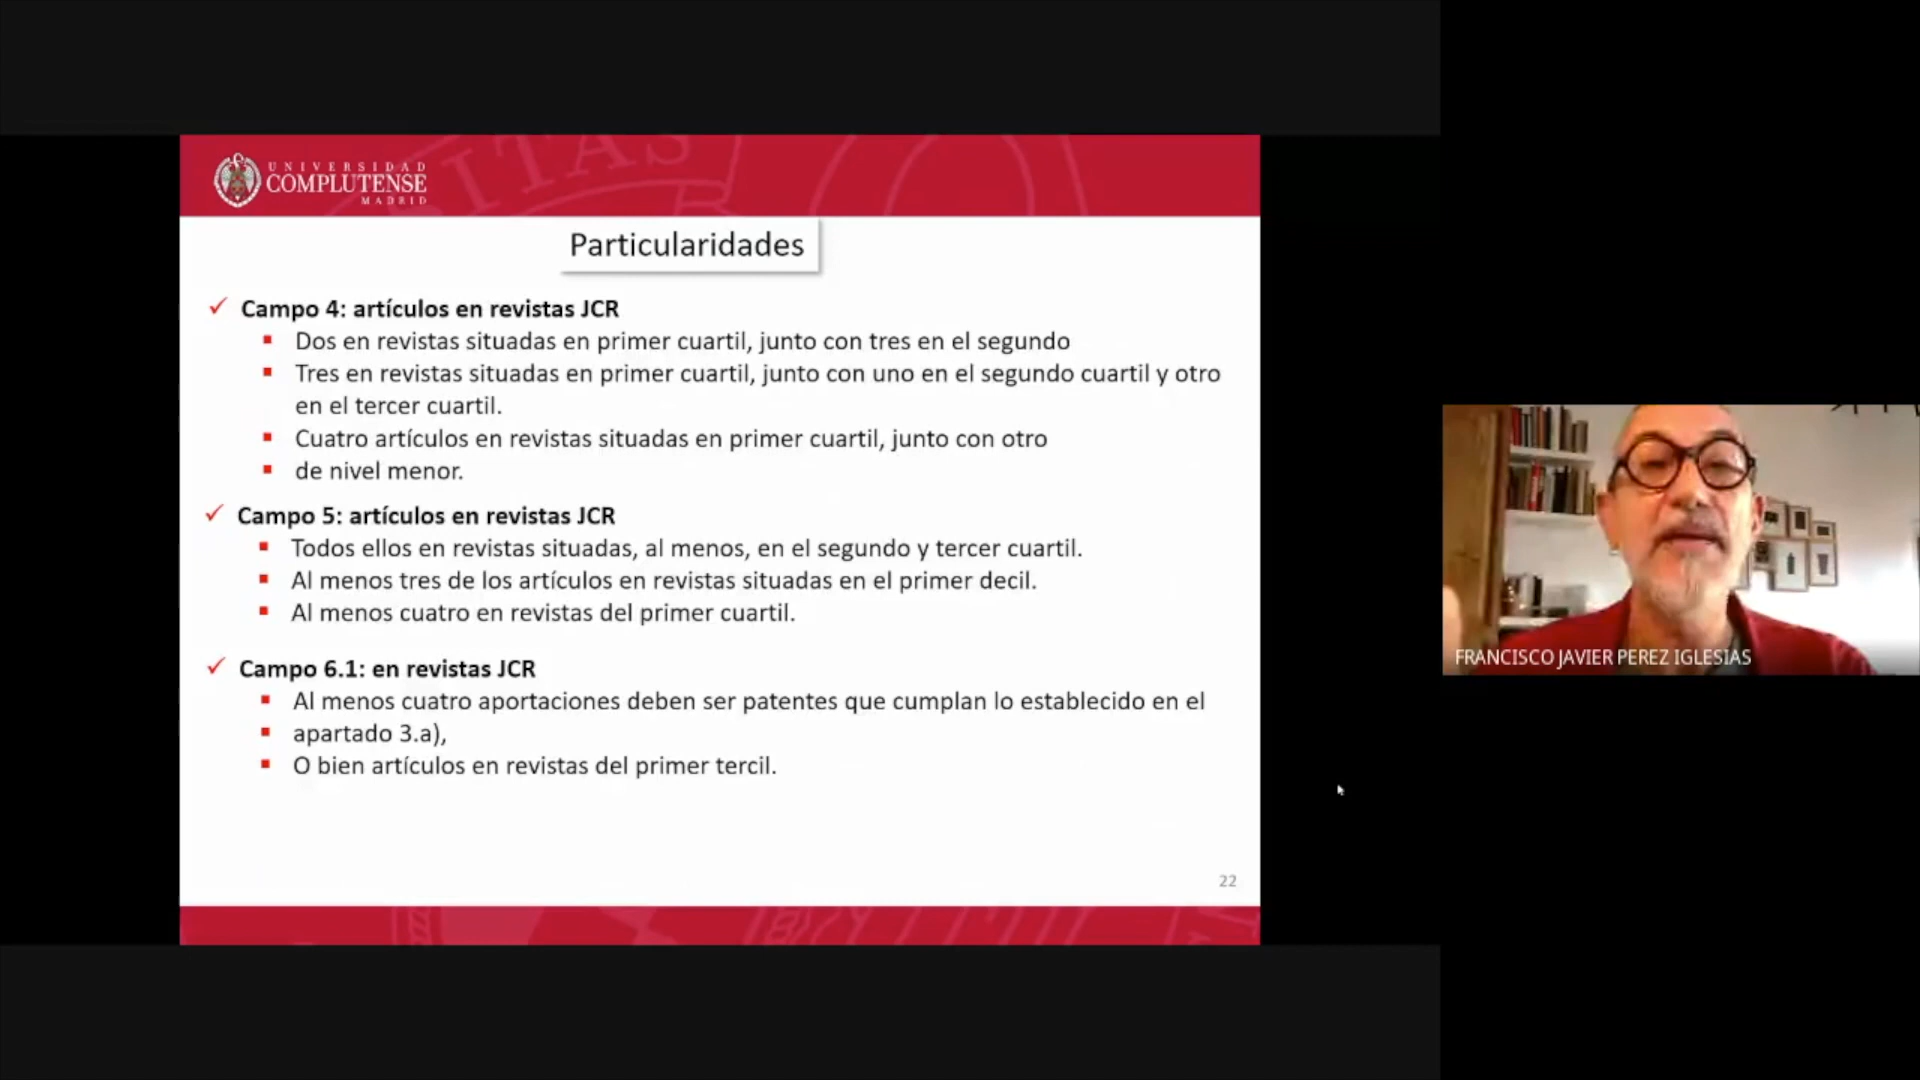 UNIVERSIDAD
COMPLUTENSE
MADRID
ITAS
Particularidades
✓ Campo 4: artículos en revistas JCR
▪ Dos en revistas situadas en primer cuartil, junto con tres en el segundo
▪ Tres en revistas situadas en primer cuartil, junto con uno en el segundo cuartil y otro
en el tercer cuartil.
▪ Cuatro artículos en revistas situadas en primer cuartil, junto con otro
▪ de nivel menor.
✓ Campo 5: artículos en revistas JCR
▪ Todos ellos en revistas situadas, al menos, en el segundo y tercer cuartil.
▪ Al menos tres de los artículos en revistas situadas en el primer decil.
▪ Al menos cuatro en revistas del primer cuartil.
✓ Campo 6.1: en revistas JCR
▪ Al menos cuatro aportaciones deben ser patentes que cumplan lo establecido en el
▪ apartado 3.a),
▪ O bien artículos en revistas del primer tercil.
22
FRANCISCO JAVIER PEREZ IGLESIAS